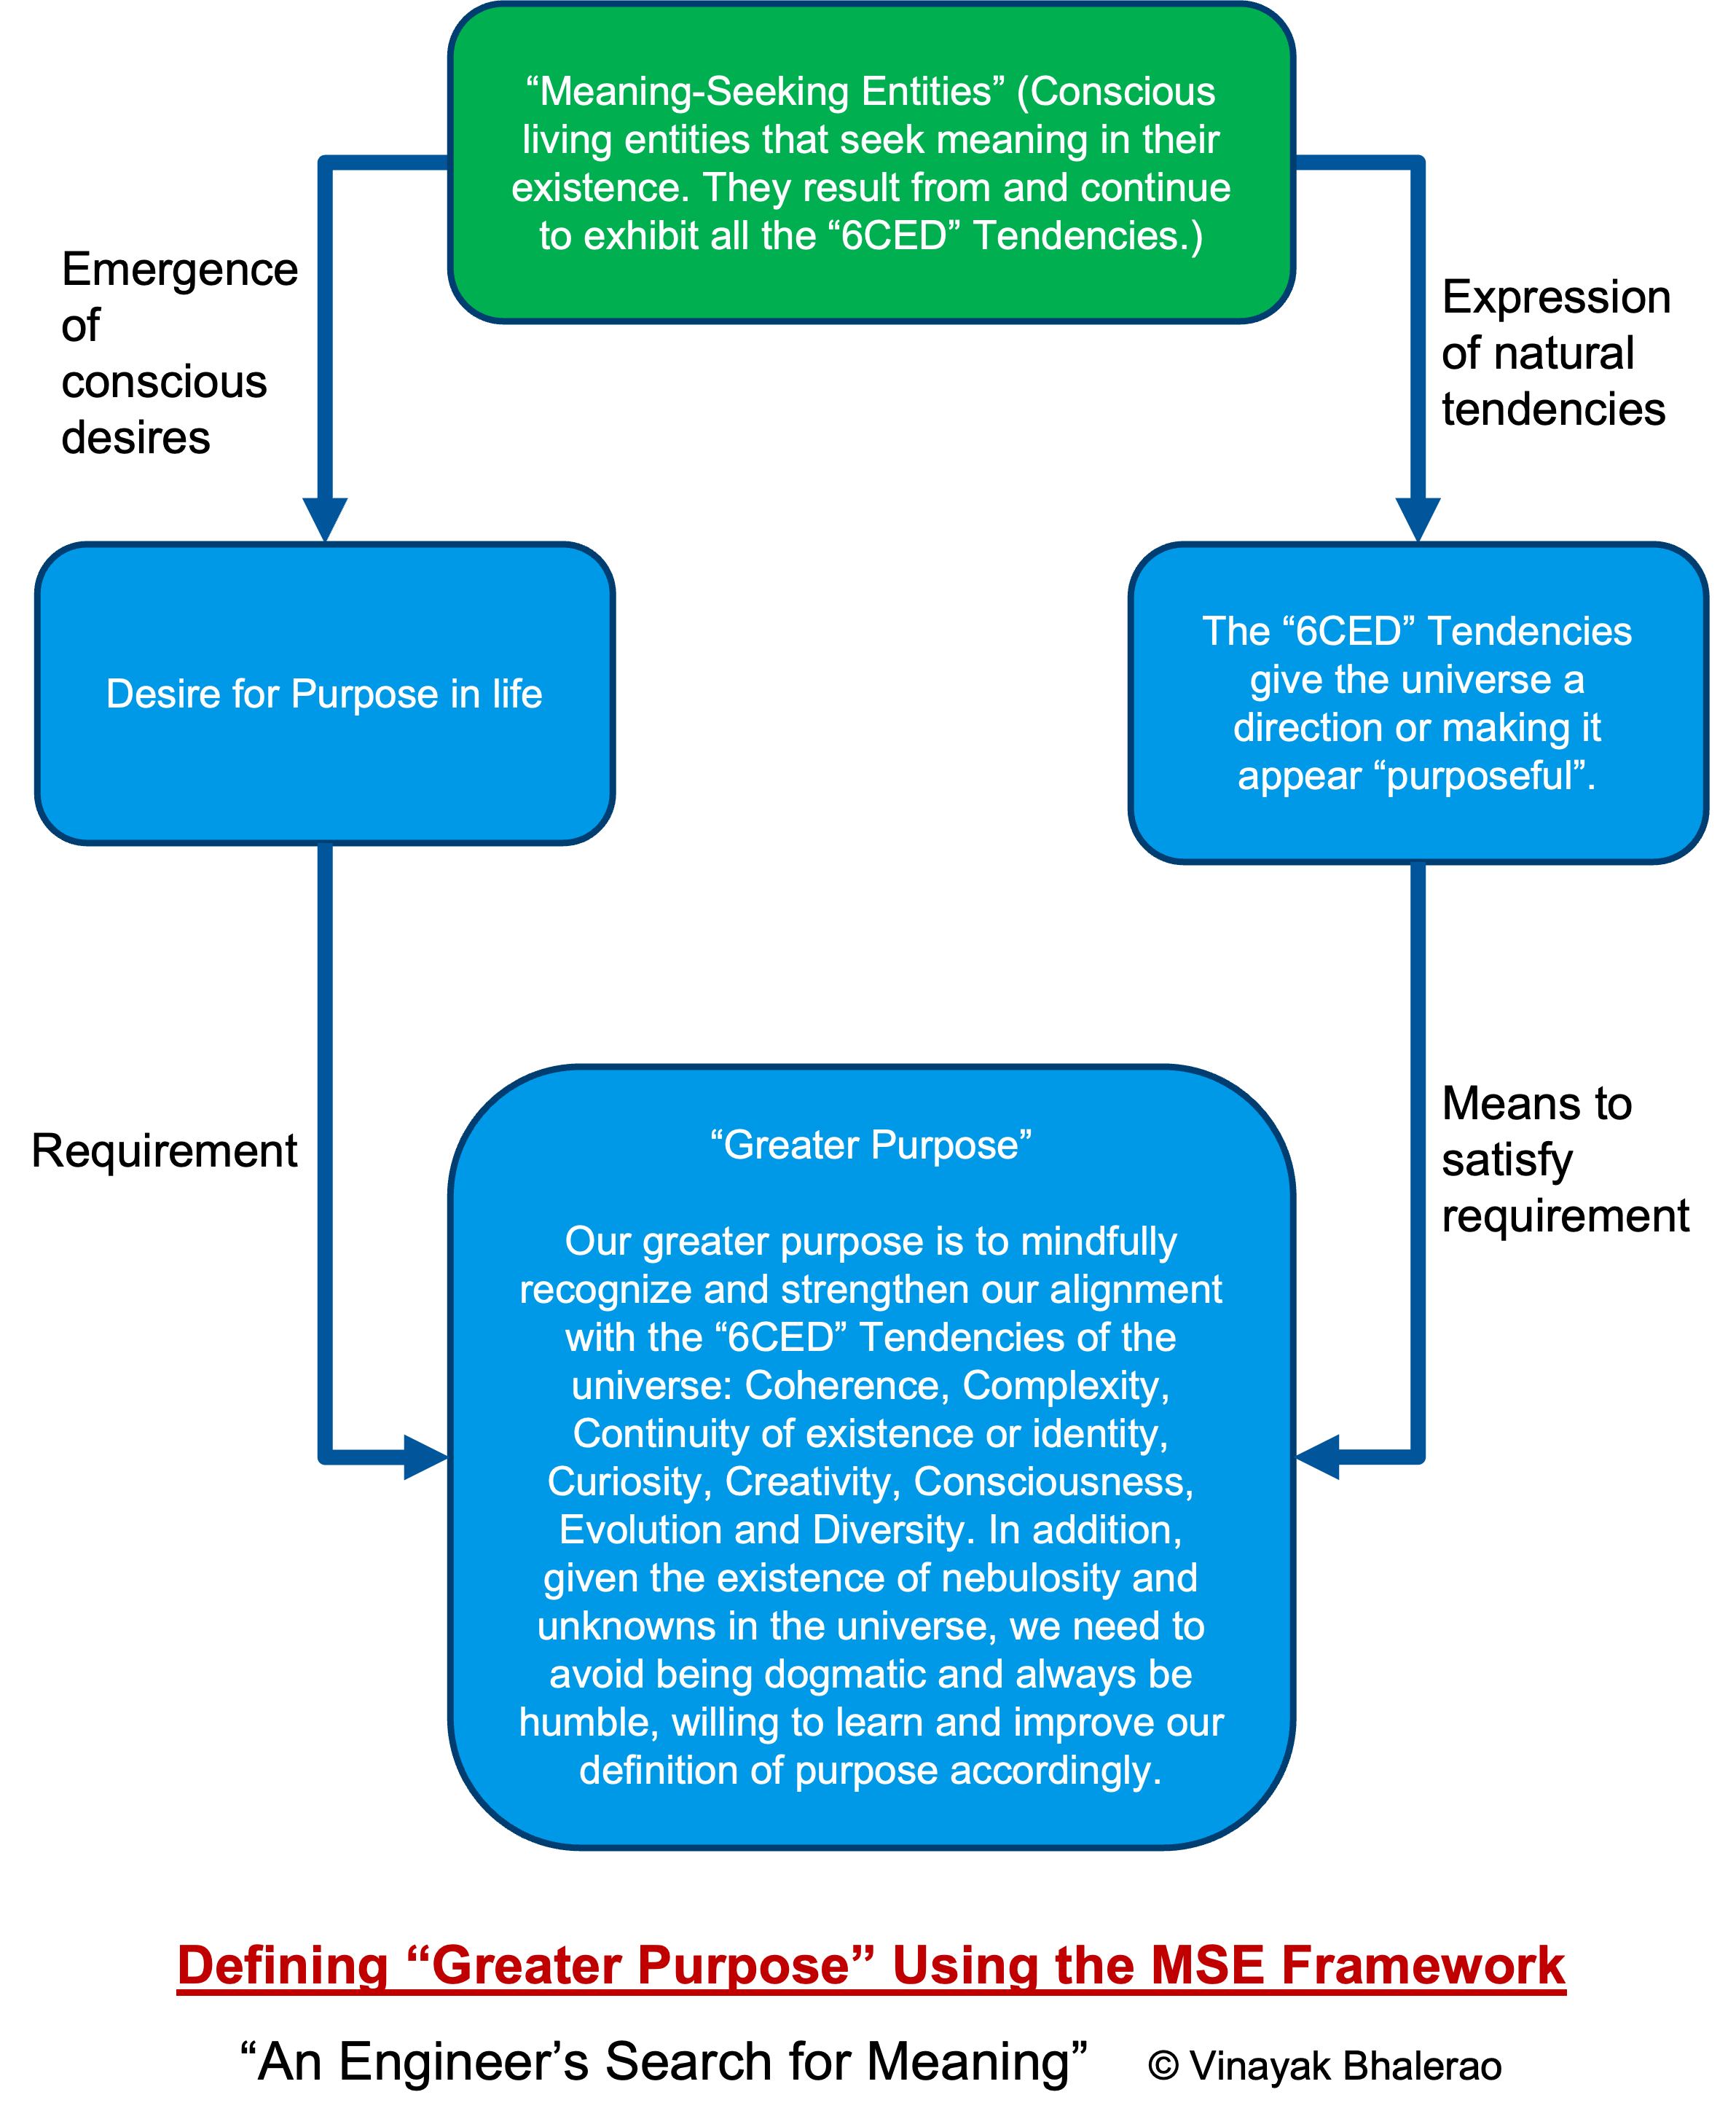 “Meaning-Seeking Entities” (Conscious
living entities that seek meaning in their
existence. They result from and continue
to exhibit all the “6CED” Tendencies.)
Emergence
of
conscious
desires
Expression
of natural
tendencies
Desire for Purpose in life
The “6CED” Tendencies
give the universe a
direction or making it
appear “purposeful”.
Requirement
Means to
satisfy
requirement
“Greater Purpose”
Our greater purpose is to mindfully
recognize and strengthen our alignment
with the “6CED” Tendencies of the
universe: Coherence, Complexity,
Continuity of existence or identity,
Curiosity, Creativity, Consciousness,
Evolution and Diversity. In addition,
given the existence of nebulosity and
unknowns in the universe, we need to
avoid being dogmatic and always be
humble, willing to learn and improve our
definition of purpose accordingly.
Defining “Greater Purpose” Using the MSE Framework
“An Engineer’s Search for Meaning” © Vinayak Bhalerao